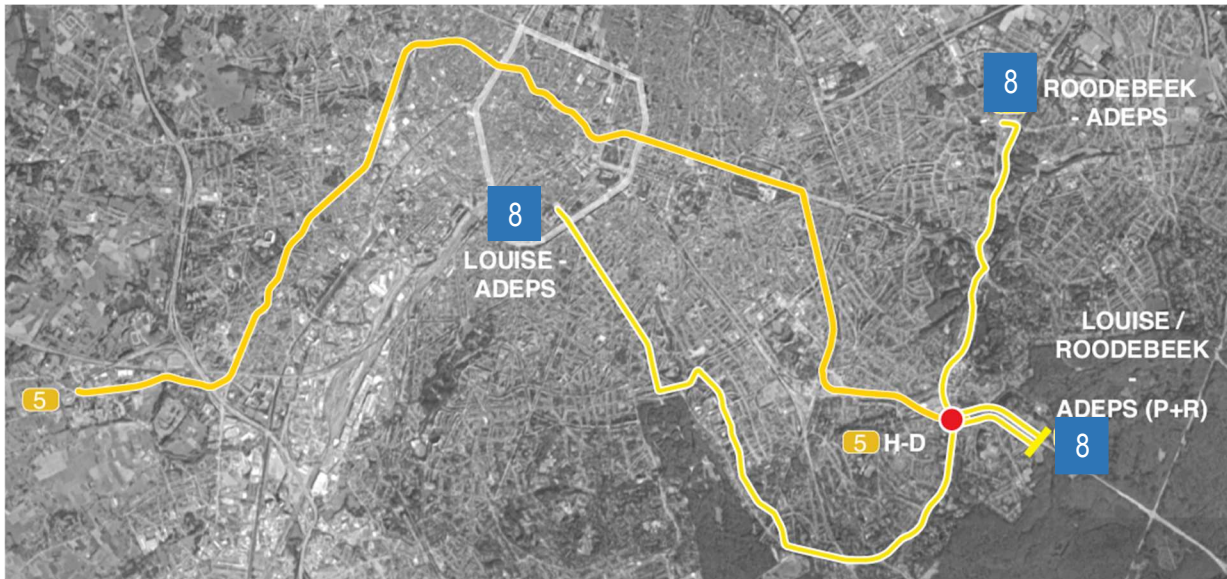 8
ROODEBEEK
- ADEPS
8
LOUISE -
ADEPS
LOUISE /
ROODEBEEK
-
ADEPS (P+R)
8
5
5 H-D